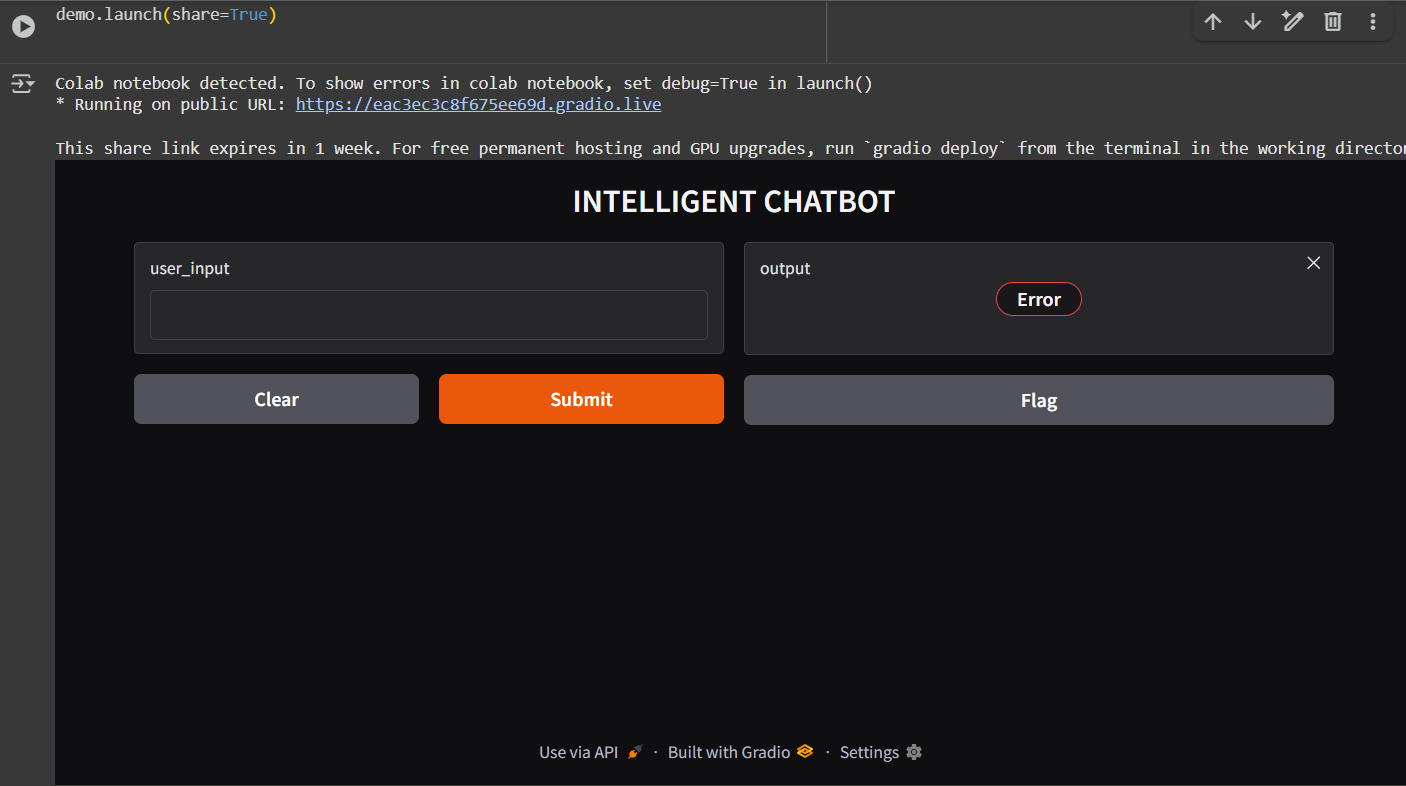 demo.launch(share=True)
Colab notebook detected. To show errors in colab notebook, set debug=True in launch()
* Running on public URL: https://eac3ec3c8f675ee69d.gradio.live
This share link expires in 1 week. For free permanent hosting and GPU upgrades, run `gradio deploy` from the terminal in the working
INTELLIGENT CHATBOT
user_input
output
Error
Clear
Submit
Flag
Use via API · Built with Gradio · Settings